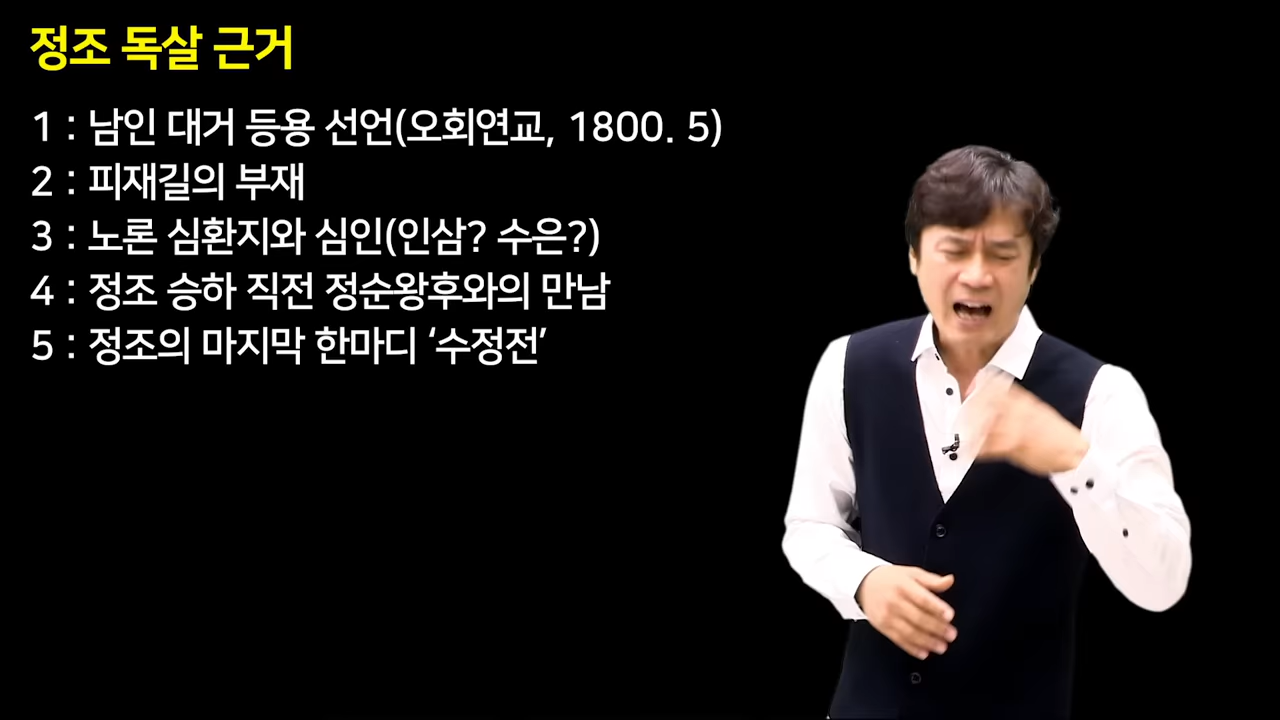 정조 독살 근거
1 : 남인 대거 등용 선언(오회연교, 1800. 5)
2 : 피재길의 부재
3 : 노론 심환지와 심인(인삼? 수은?)
4 : 정조 승하 직전 정순왕후와의 만남
5 : 정조의 마지막 한마디 ‘수정전’